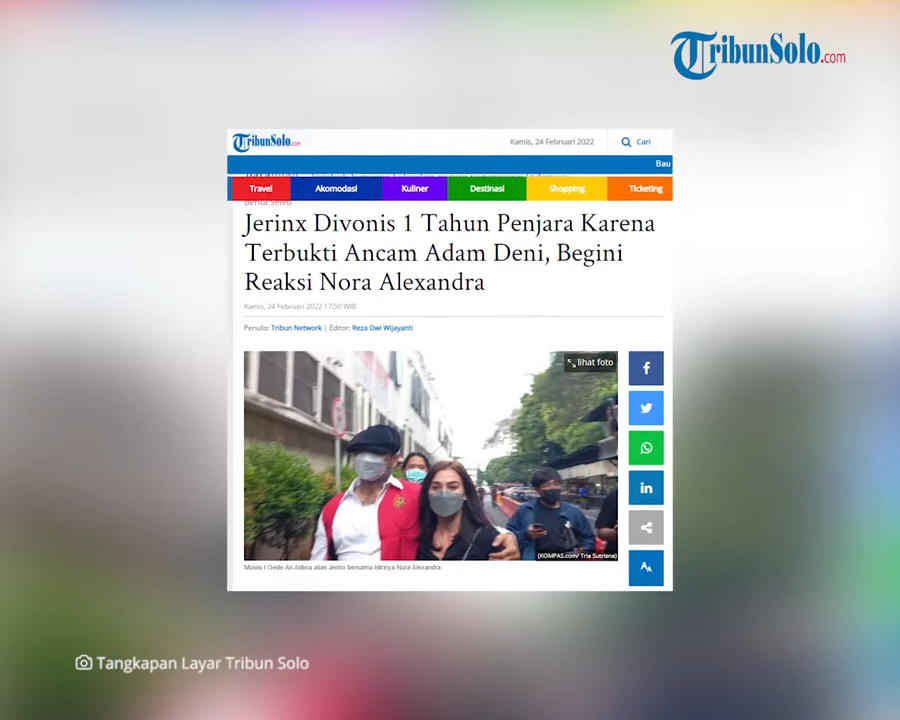 TribunSolo.com
TribunSolo.com
Kamis, 24 Februari 2022
Cari
Bau
Travel
Akomodasi
Kuliner
Destinasi
Shopping
Ticketing
Berita Seleb
Jerinx Divonis 1 Tahun Penjara Karena
Terbukti Ancam Adam Deni, Begini
Reaksi Nora Alexandra
Kamis, 24 Februari 2022 17:50 WIB
Penulis: Tribun Network | Editor: Reza Dwi Wijayanti
lihat foto
(KOMPAS.com/ Tria Sutrisna)
Musisi I Gede Ari Astina alias Jerinx bersama istrinya Nora Alexandra
Tangkapan Layar Tribun Solo